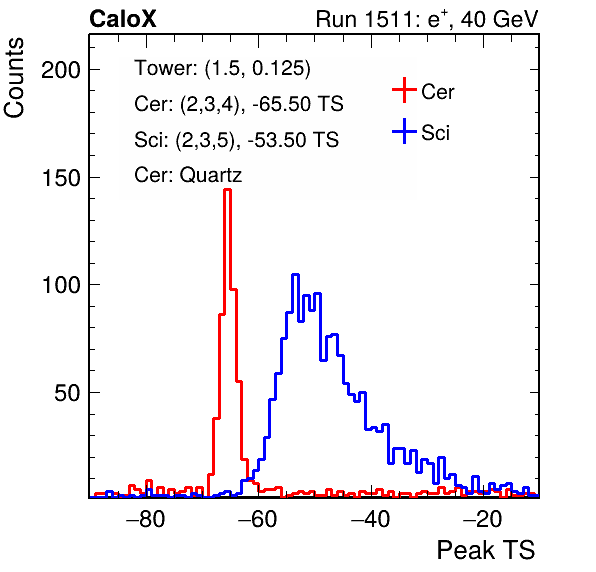 CaloX
Run 1511: e⁺, 40 GeV
Counts
Tower: (1.5, 0.125)
Cer: (2,3,4), -65.50 TS
Sci: (2,3,5), -53.50 TS
Cer: Quartz
Cer
Sci
200
150
100
50
−80
−60
−40
−20
Peak TS